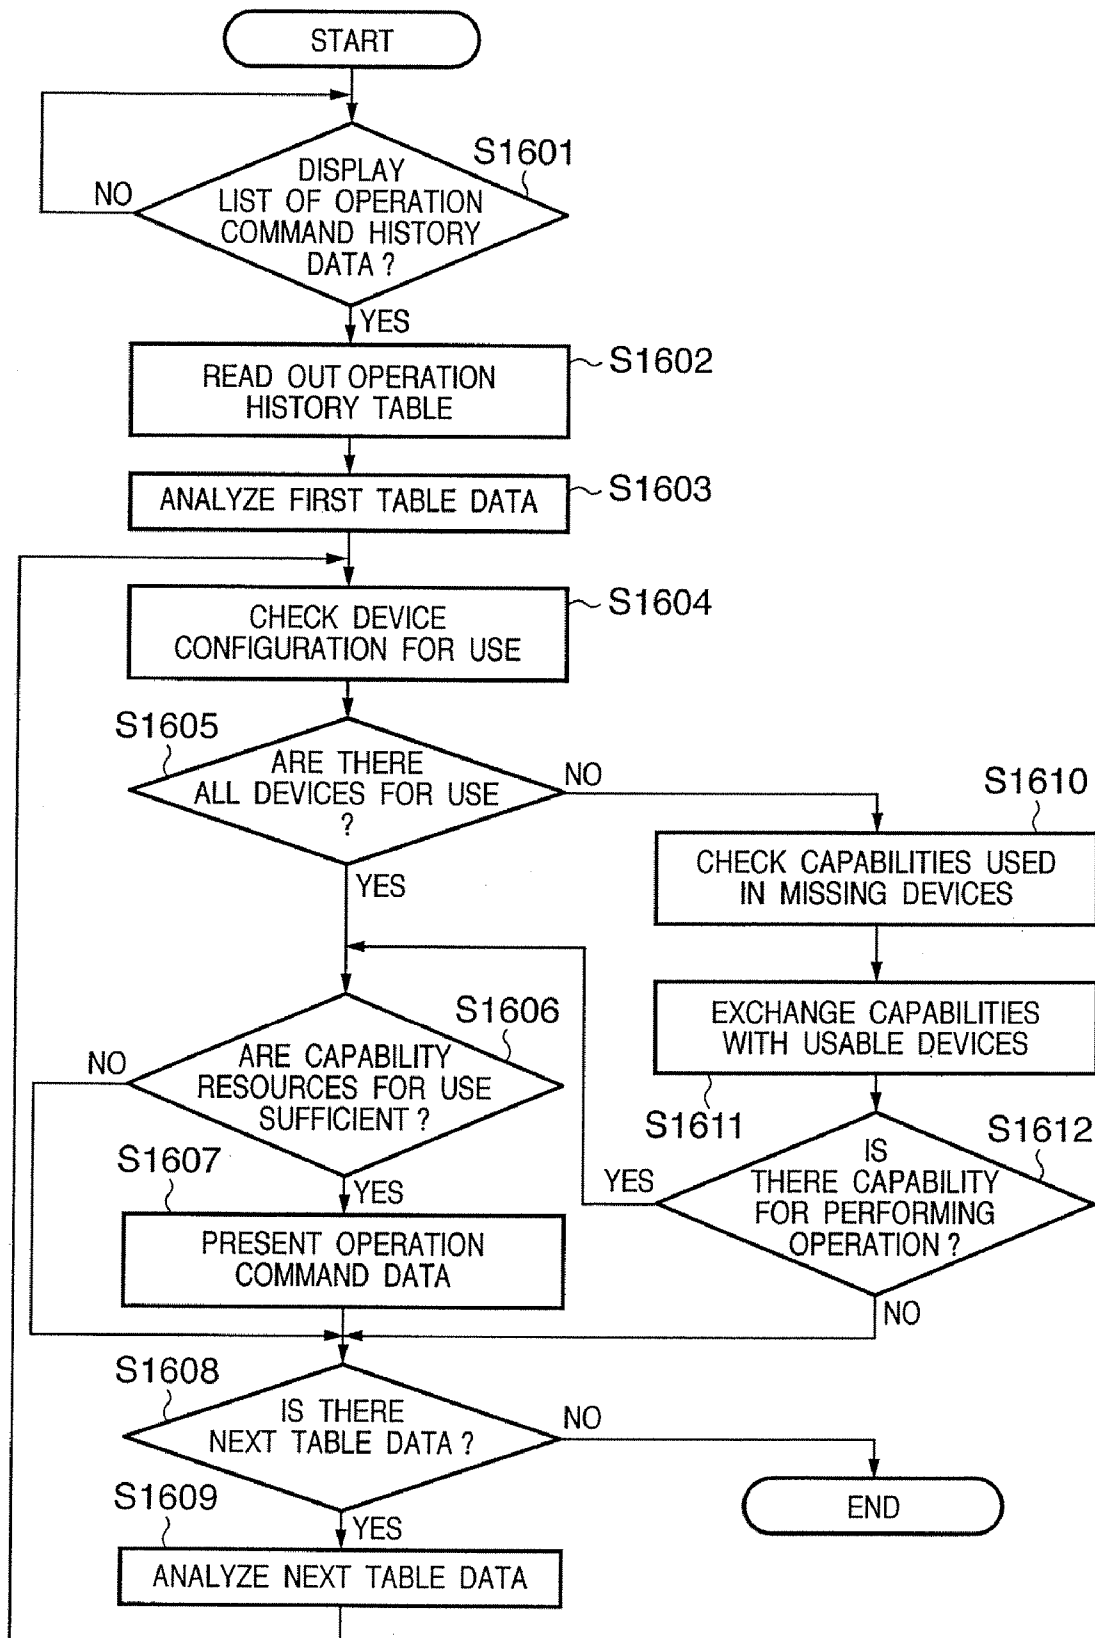 START
S1601
DISPLAY
LIST OF OPERATION
COMMAND HISTORY
DATA ?
NO
YES
S1602
READ OUT OPERATION
HISTORY TABLE
S1603
ANALYZE FIRST TABLE DATA
S1604
CHECK DEVICE
CONFIGURATION FOR USE
S1605
ARE THERE
ALL DEVICES FOR USE
?
NO
YES
S1610
CHECK CAPABILITIES USED
IN MISSING DEVICES
EXCHANGE CAPABILITIES
WITH USABLE DEVICES
S1611
S1606
ARE CAPABILITY
RESOURCES FOR USE
SUFFICIENT ?
NO
YES
S1612
IS
THERE CAPABILITY
FOR PERFORMING
OPERATION ?
YES
NO
S1607
PRESENT OPERATION
COMMAND DATA
S1608
IS THERE
NEXT TABLE DATA ?
NO
YES
END
S1609
ANALYZE NEXT TABLE DATA